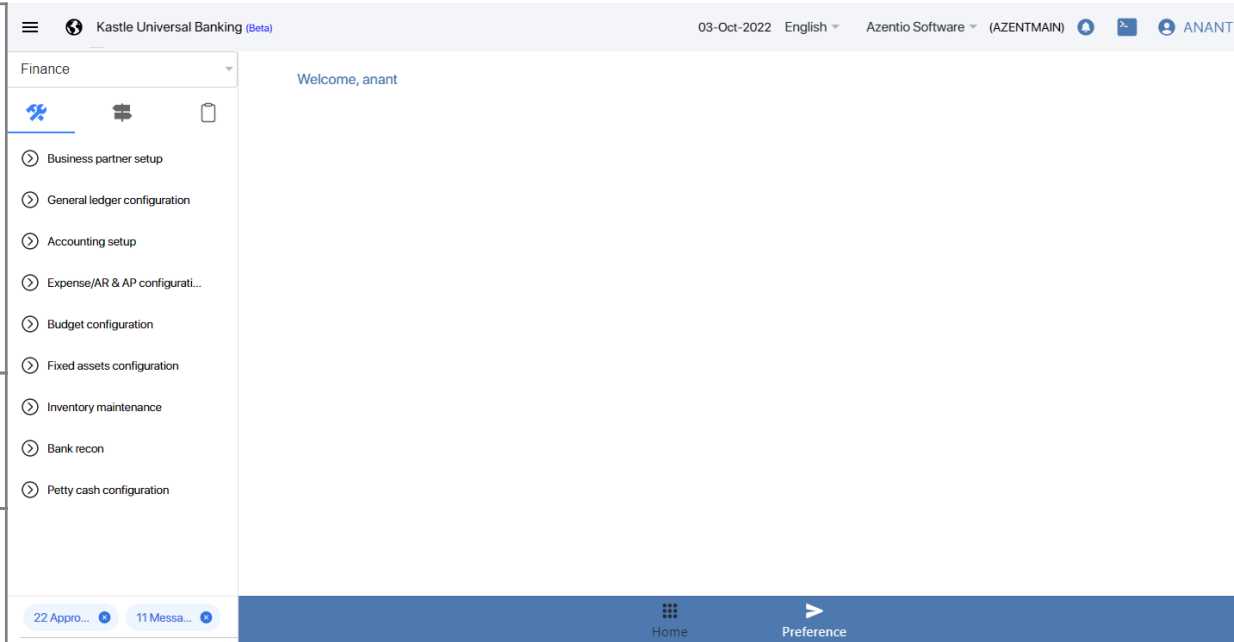 Kastle Universal Banking (Beta)
03-Oct-2022 English Azentio Software (AZENTMAIN) ANANT
Finance
Welcome, anant
Business partner setup
General ledger configuration
Accounting setup
Expense/AR & AP configurati...
Budget configuration
Fixed assets configuration
Inventory maintenance
Bank recon
Petty cash configuration
22 Appro... 11 Messa...
Home Preference